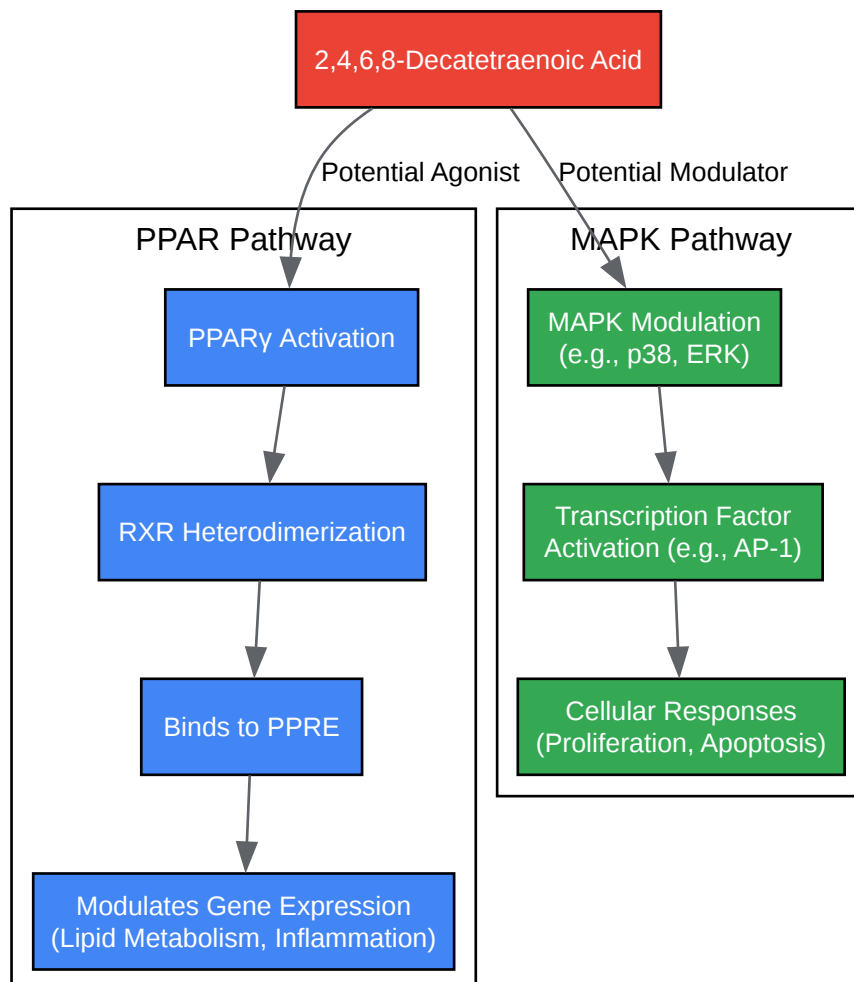 2,4,6,8-Decatetraenoic Acid
Potential Agonist
Potential Modulator
PPAR Pathway
PPARγ Activation
RXR Heterodimerization
Binds to PPRE
Modulates Gene Expression
(Lipid Metabolism, Inflammation)
MAPK Pathway
MAPK Modulation
(e.g., p38, ERK)
Transcription Factor
Activation (e.g., AP-1)
Cellular Responses
(Proliferation, Apoptosis)